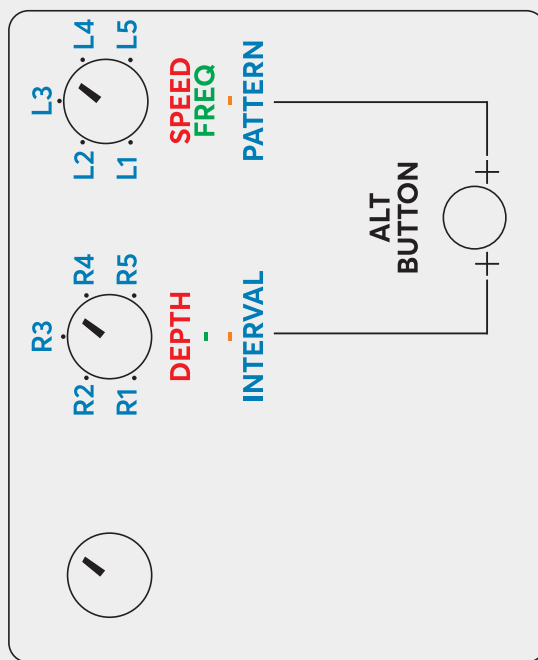 R3 L3
R2 R4 L2 L4
R1 R5 L1 L5
DEPTH SPEED
- FREQ
- -
INTERVAL PATTERN
ALT
BUTTON
+ +